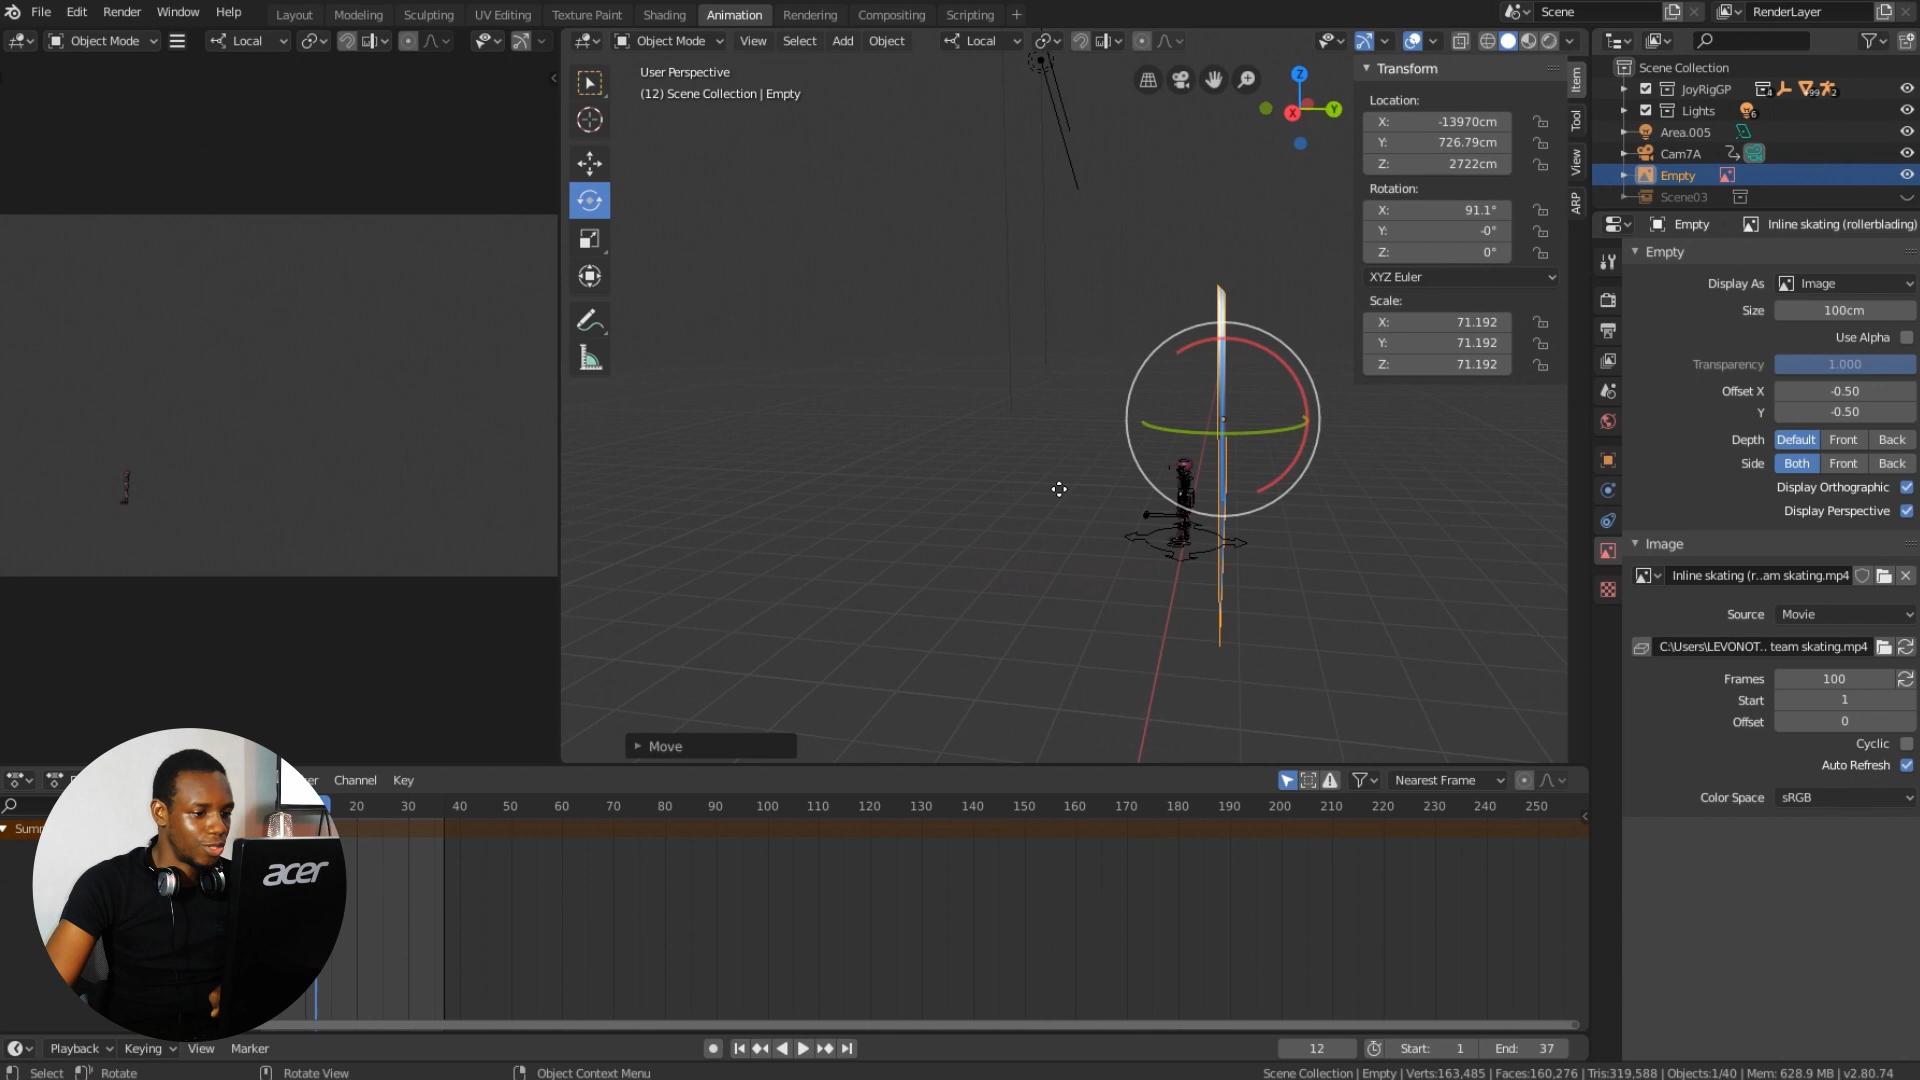 File Edit Render Window Help Layout Modeling Sculpting UV Editing Texture Paint Shading Animation Rendering Compositing Scripting + Scene RenderLayer
Object Mode Local Object Mode View Select Add Object Local
User Perspective
(12) Scene Collection | Empty
Z
Y
X
Transform
Location:
X: -13970cm
Y: 726.79cm
Z: 2722cm
Rotation:
X: 91.1°
Y: -0°
Z: 0°
XYZ Euler
Scale:
X: 71.192
Y: 71.192
Z: 71.192
Item
Tool
View
ARP
Scene Collection
JoyRigGP 4 99 2
Lights 6
Area.005
Cam7A
Empty
Scene03
Empty Inline skating (rollerblading)
Empty
Display As Image
Size 100cm
Use Alpha
Transparency 1.000
Offset X -0.50
Y -0.50
Depth Default Front Back
Side Both Front Back
Display Orthographic
Display Perspective
Image
Inline skating (r..am skating.mp4
Source Movie
C:\Users\LEVONOT.. team skating.mp4
Frames 100
Start 1
Offset 0
Cyclic
Auto Refresh
Color Space sRGB
Move
Channel Key Nearest Frame
20 30 40 50 60 70 80 90 100 110 120 130 140 150 160 170 180 190 200 210 220 230 240 250
acer
Playback Keying View Marker 12 Start: 1 End: 37
Select Rotate Rotate View Object Context Menu Scene Collection | Empty | Verts:163,485 | Faces:160,276 | Tris:319,588 | Objects:1/40 | Mem: 628.9 MB | v2.80.74